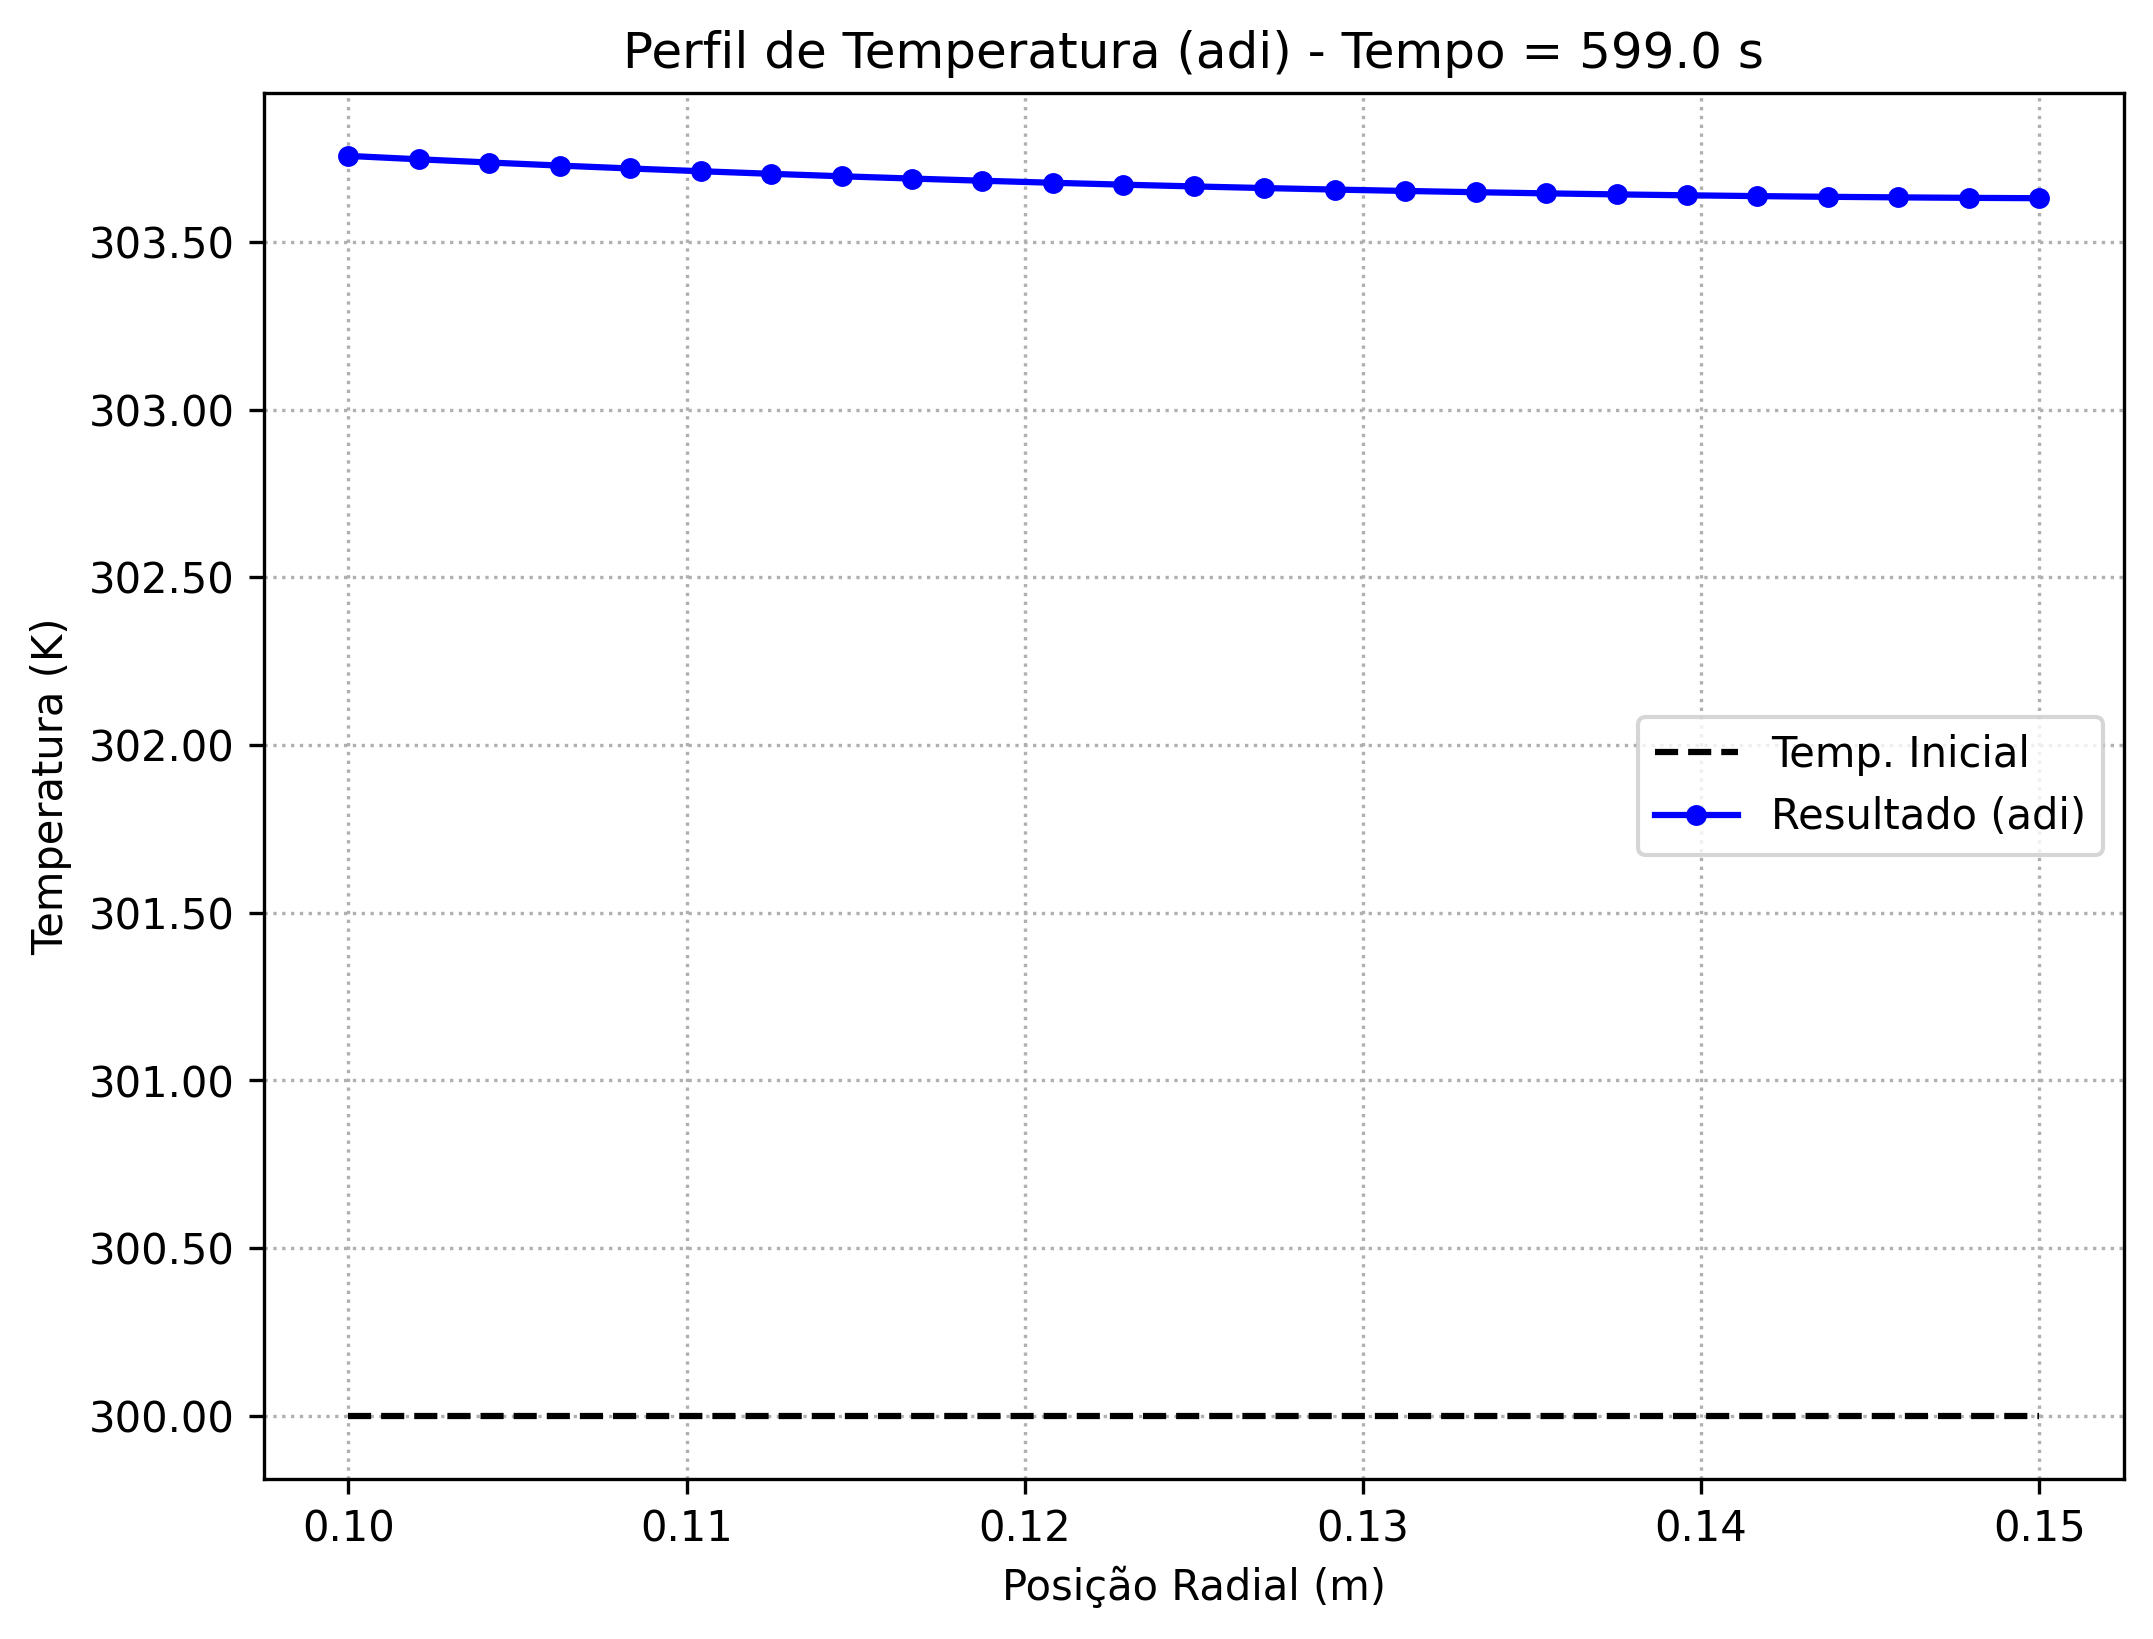 Perfil de Temperatura (adi) - Tempo = 599.0 s
Temperatura (K)
303.50
303.00
302.50
302.00
301.50
301.00
300.50
300.00
Temp. Inicial
Resultado (adi)
0.10 0.11 0.12 0.13 0.14 0.15
Posição Radial (m)